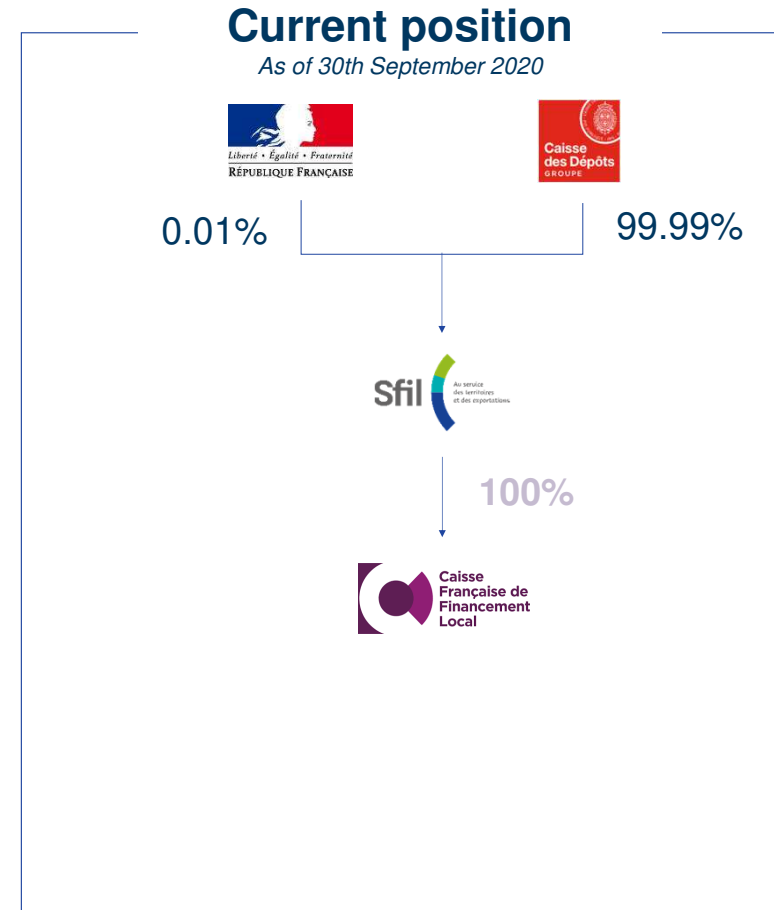 Current position
As of 30th September 2020
Liberté • Égalité • Fraternité
RÉPUBLIQUE FRANÇAISE
Caisse
des Dépôts
GROUPE
0.01%
99.99%
Sfil
Au service
des territoires
et des exportations
100%
Caisse
Française de
Financement
Local